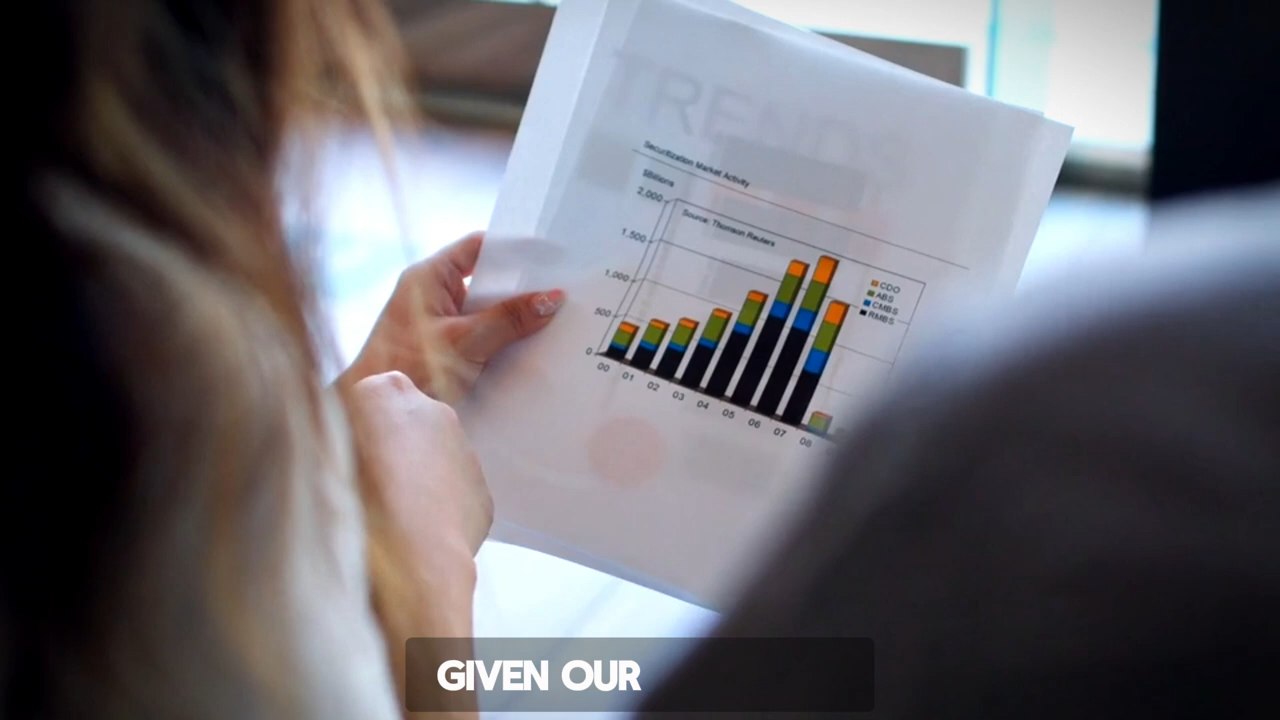 TRENDS
Securitization Market Activity
$Billions
2,000
Source: Thomson Reuters
1,500
1,000
500
0
CDO
ABS
CMBS
RMBS
00 01 02 03 04 05 06 07 08
GIVEN OUR